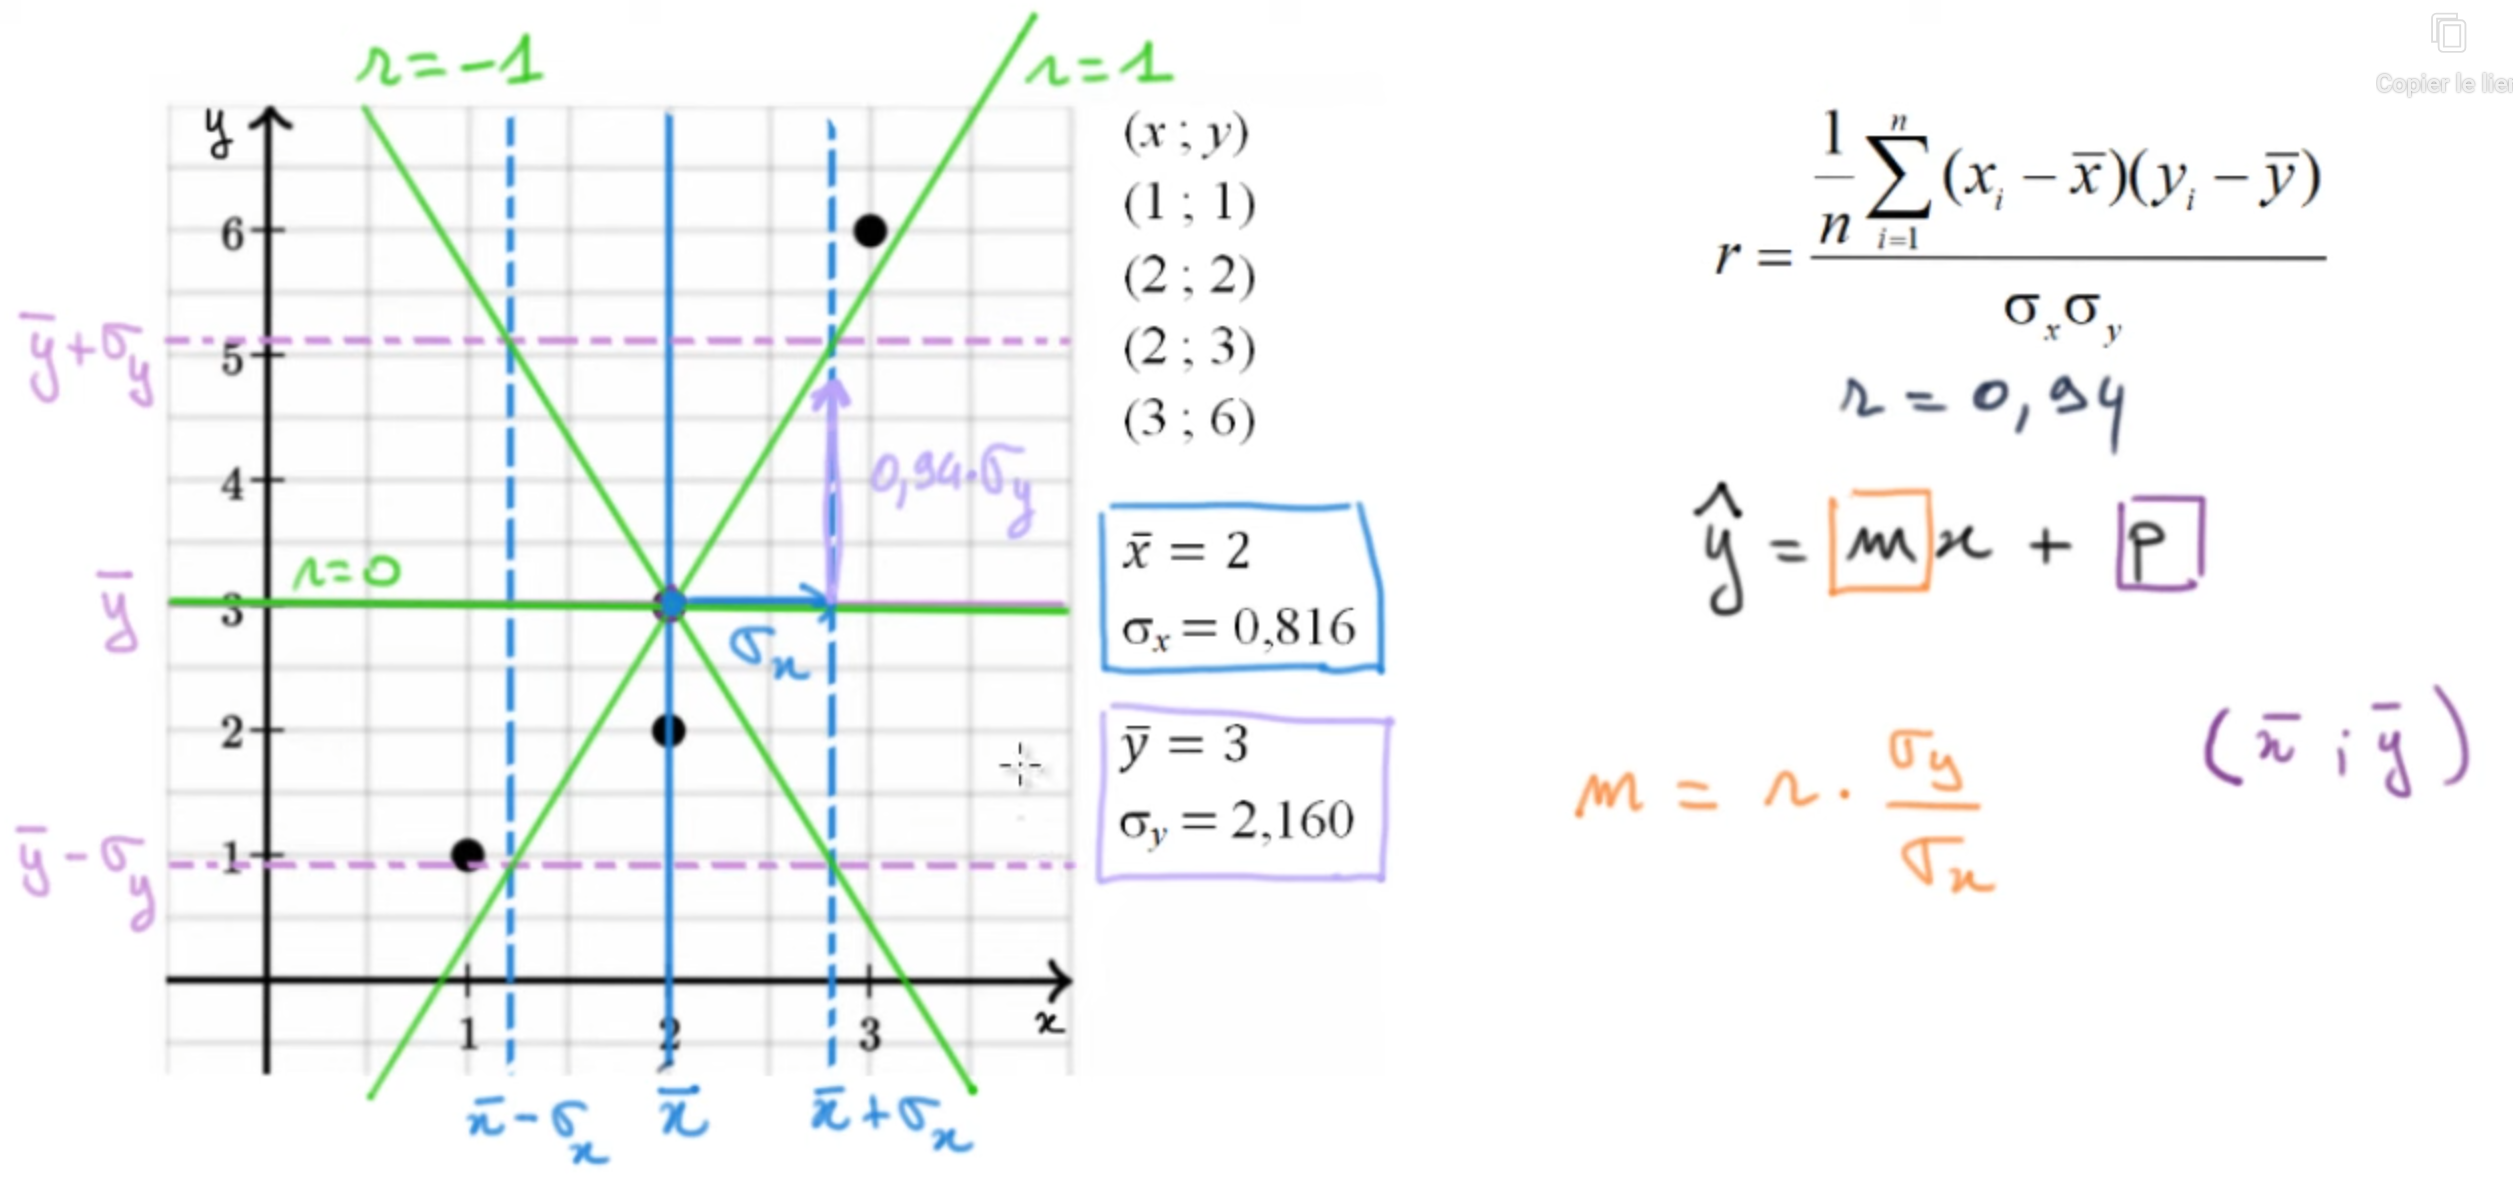 Copier le lien
r = -1
r = 1
y
6
5
4
3
2
1
1
2
3
x
ȳ + σy
ȳ
ȳ - σy
r = 0
σx
0,94·σy
x̄ - σx
x̄
x̄ + σx
(x ; y)
(1 ; 1)
(2 ; 2)
(2 ; 3)
(3 ; 6)
x̄ = 2
σx = 0,816
ȳ = 3
σy = 2,160
r = 1/n ∑ i=1 n (xi − x̄)(yi − ȳ) / σxσy
r = 0,94
ŷ = m x + p
(x̄ ; ȳ)
m = r · σy / σx